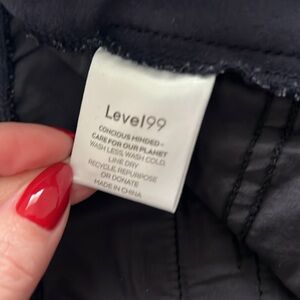 Level99
CONCIOUS MINDED -
CARE FOR OUR PLANET
WASH LESS, WASH COLD,
LINE DRY
RECYCLE, REPURPOSE
OR DONATE
MADE IN CHINA